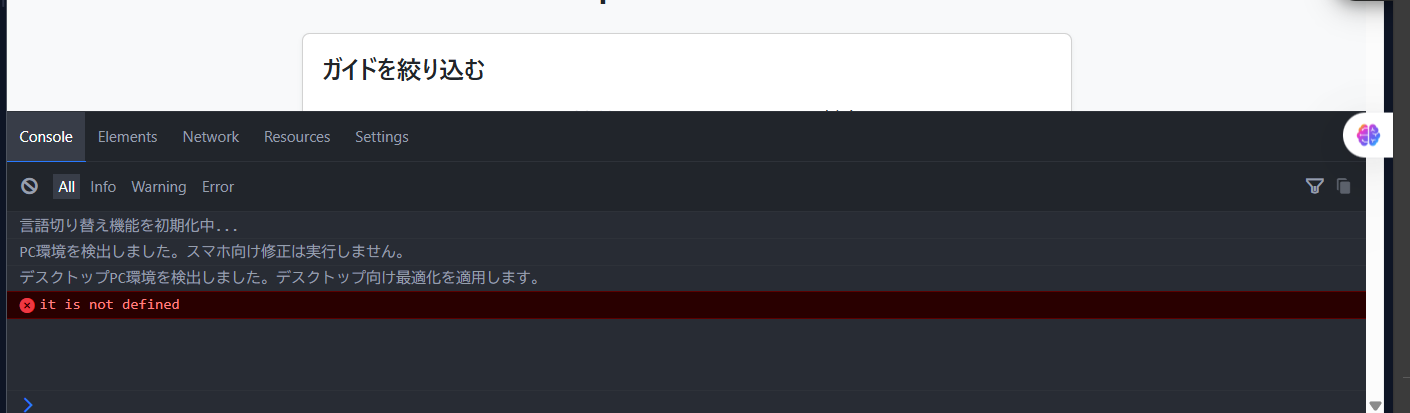 ガイドを絞り込む
Console Elements Network Resources Settings
All Info Warning Error
言語切り替え機能を初期化中...
PC環境を検出しました。スマホ向け修正は実行しません。
デスクトップPC環境を検出しました。デスクトップ向け最適化を適用します。
it is not defined